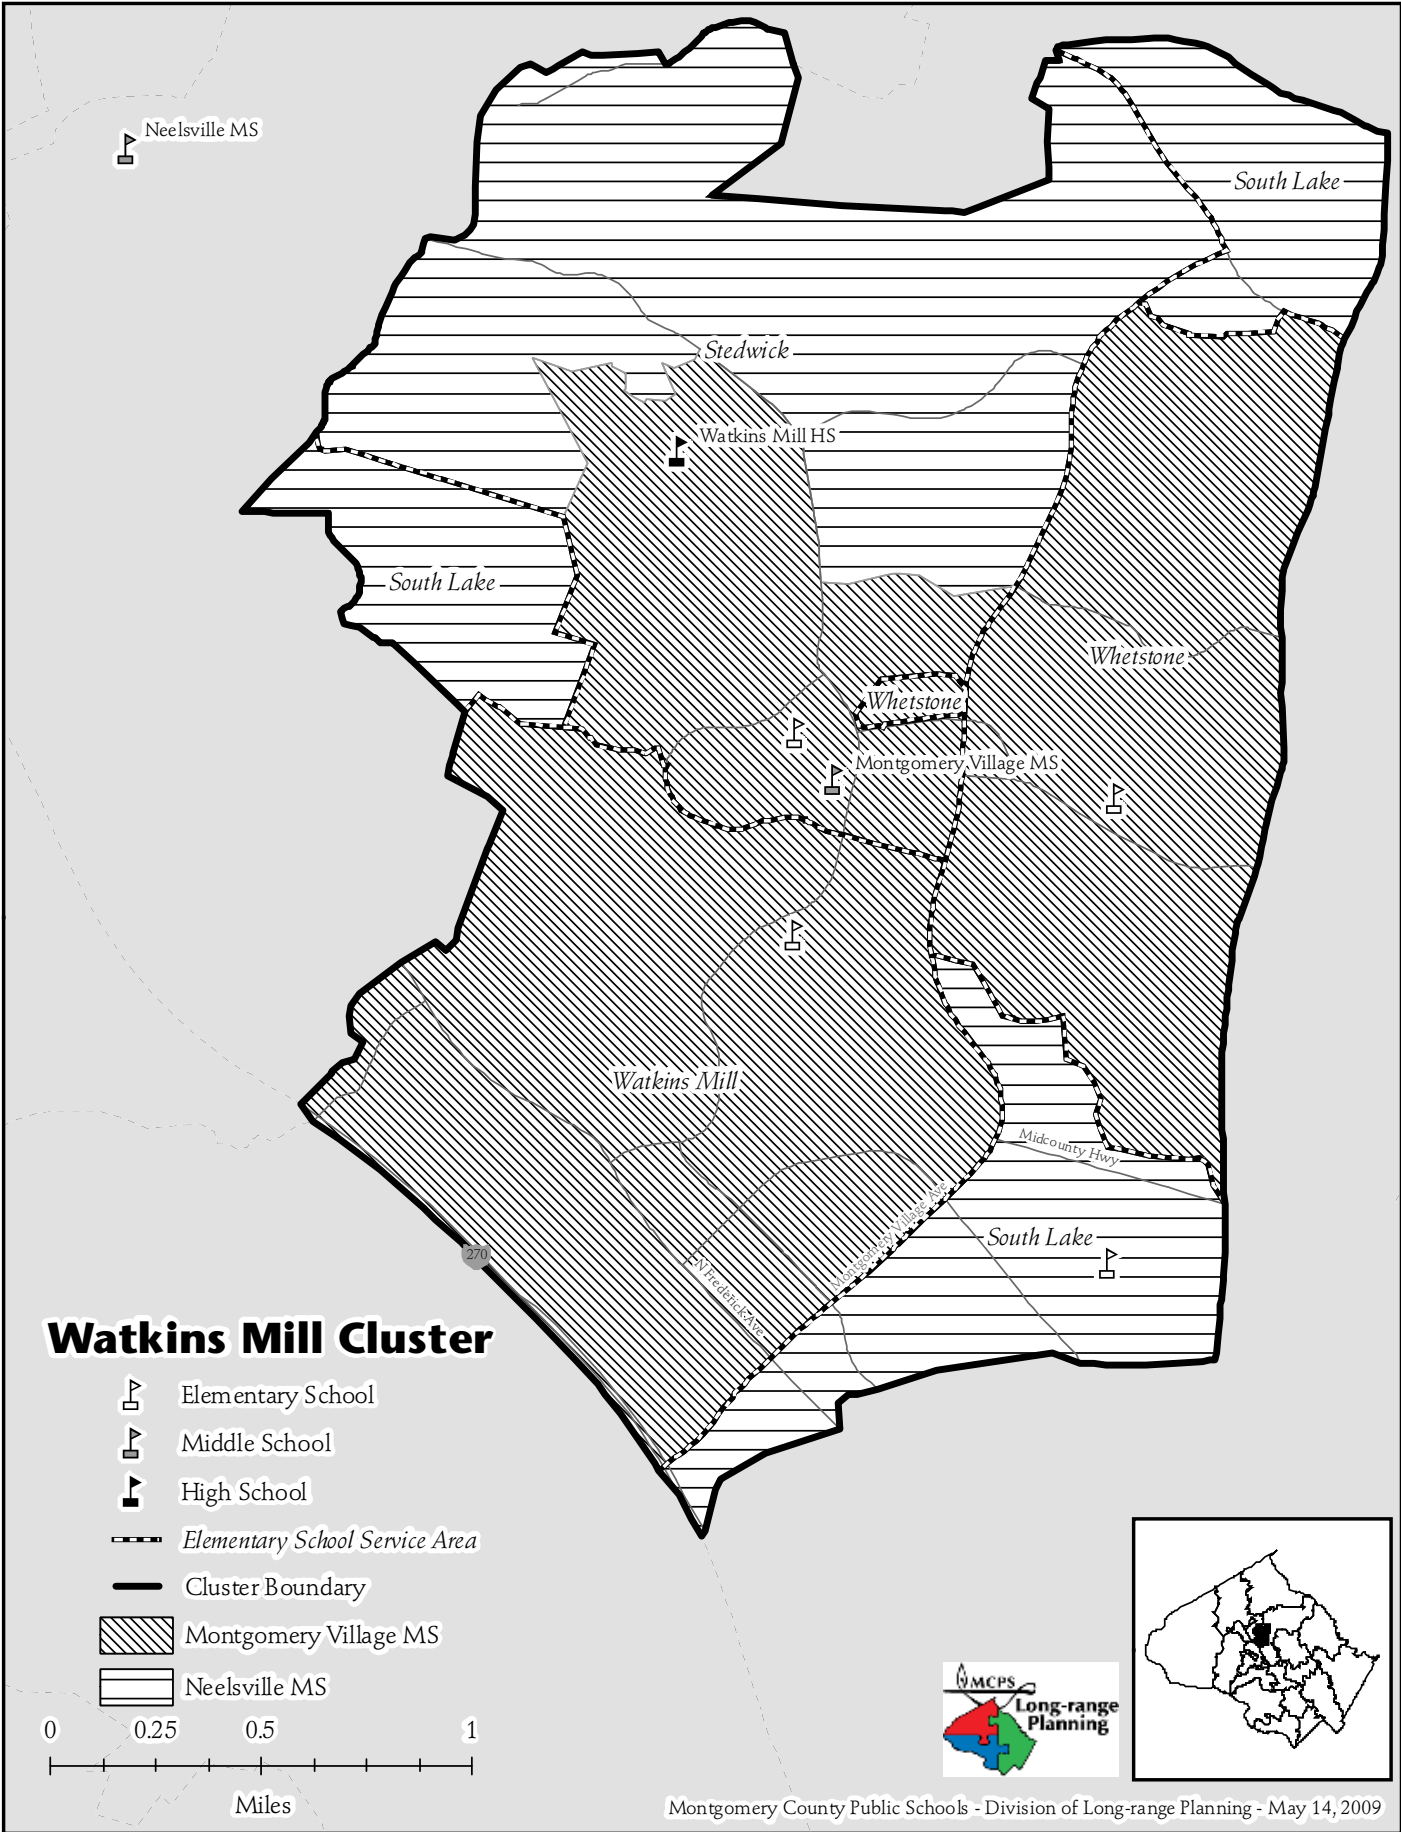 Neelsville MS
South Lake
Stedwick
Watkins Mill HS
South Lake
Whetstone
Whetstone
Montgomery Village MS
Watkins Mill
Midcounty Hwy
Montgomery Village Ave
South Lake
270
N Frederick Ave
Watkins Mill Cluster
Elementary School
Middle School
High School
Elementary School Service Area
Cluster Boundary
Montgomery Village MS
Neelsville MS
0 0.25 0.5 1
Miles
MCPS
Long-range
Planning
Montgomery County Public Schools - Division of Long-range Planning - May 14, 2009